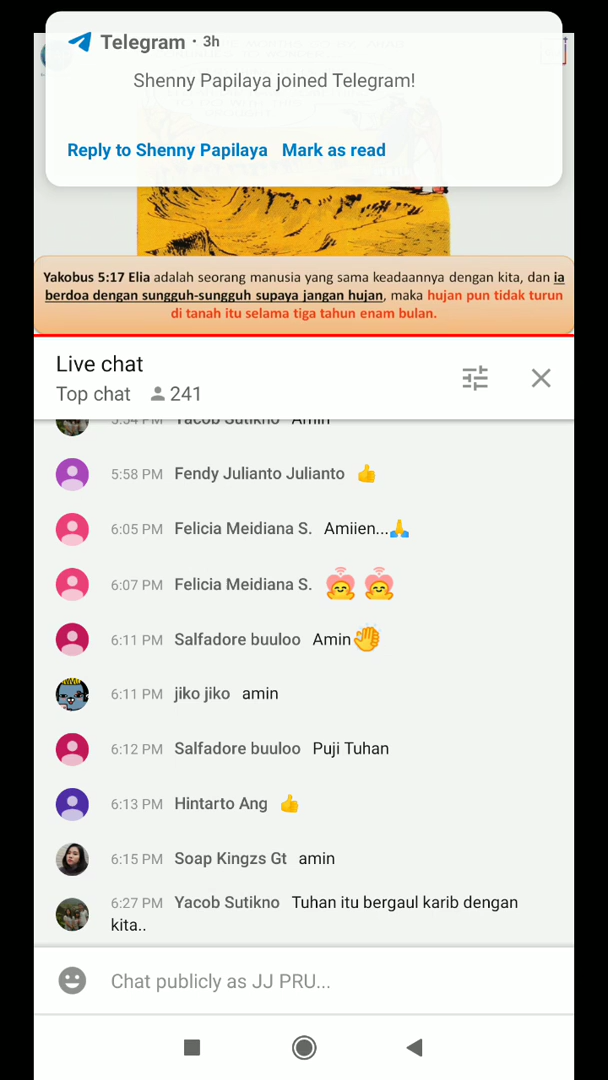 Telegram · 3h
Shenny Papilaya joined Telegram!
Reply to Shenny Papilaya Mark as read
Yakobus 5:17 Elia adalah seorang manusia yang sama keadaannya dengan kita, dan ia
berdoa dengan sungguh-sungguh supaya jangan hujan, maka hujan pun tidak turun
di tanah itu selama tiga tahun enam bulan.
Live chat
Top chat 241
5:54 PM Yacob Sutikno Amin
5:58 PM Fendy Julianto Julianto 👍
6:05 PM Felicia Meidiana S. Amiien...🙏
6:07 PM Felicia Meidiana S.
6:11 PM Salfadore buuloo Amin👏
6:11 PM jiko jiko amin
6:12 PM Salfadore buuloo Puji Tuhan
6:13 PM Hintarto Ang 👍
6:15 PM Soap Kingzs Gt amin
6:27 PM Yacob Sutikno Tuhan itu bergaul karib dengan
kita..
Chat publicly as JJ PRU...